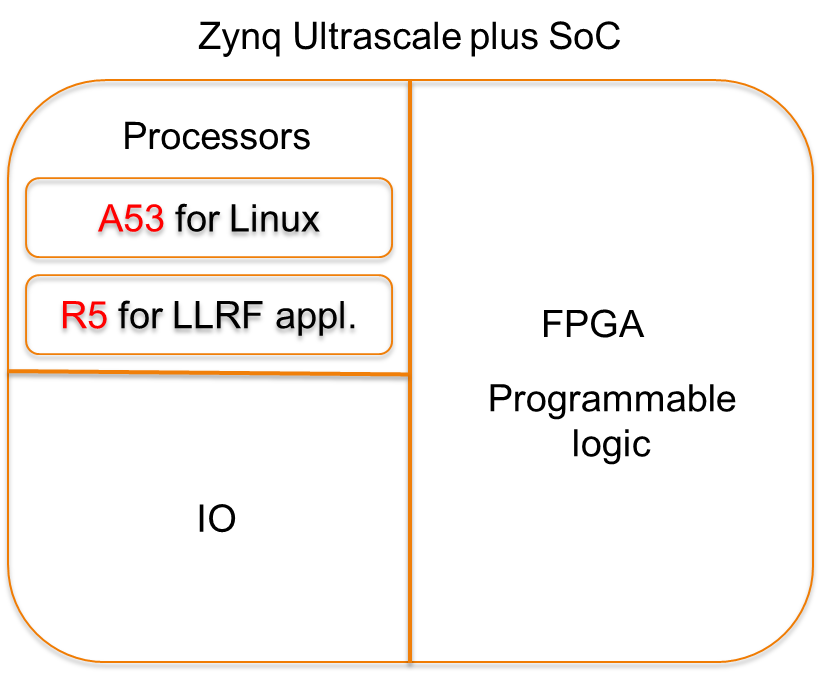 Zynq Ultrascale plus SoC
Processors
A53 for Linux
R5 for LLRF appl.
IO
FPGA
Programmable
logic